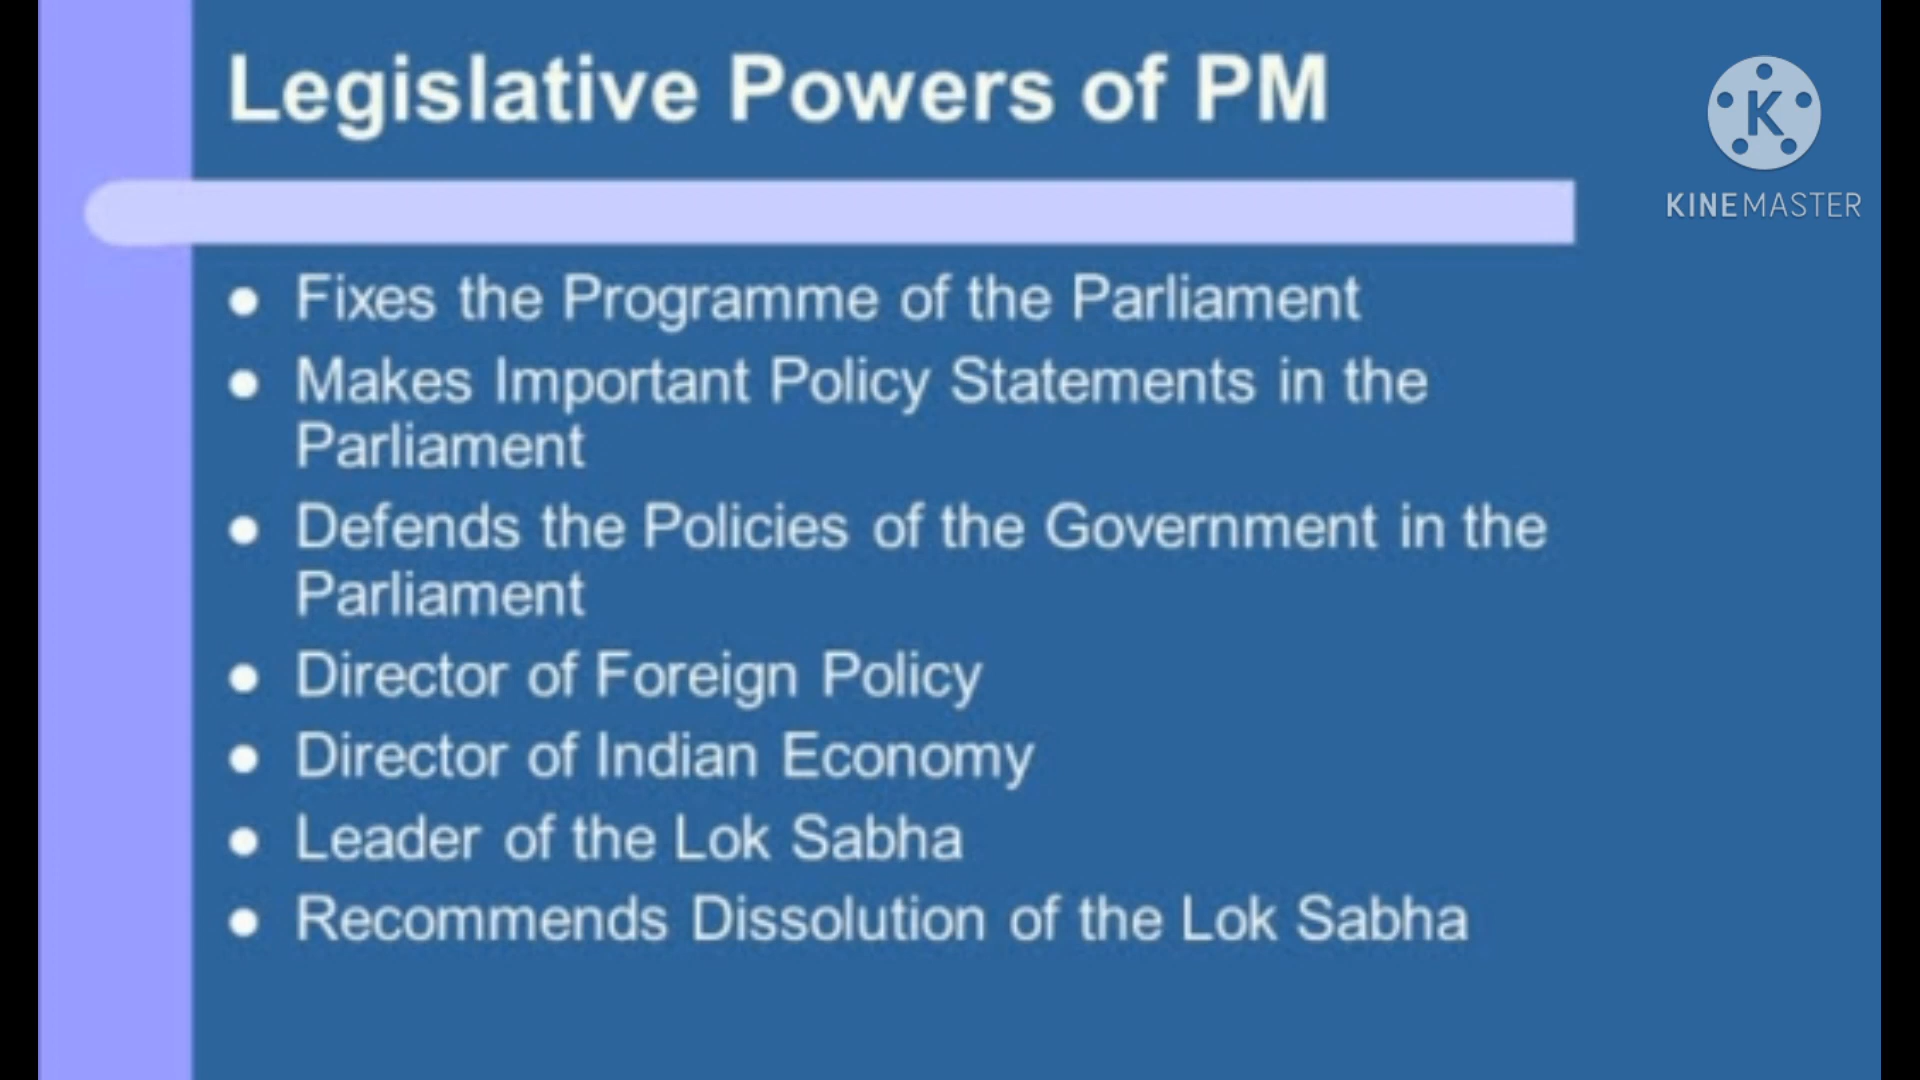 Legislative Powers of PM
K
KINEMASTER
• Fixes the Programme of the Parliament
• Makes Important Policy Statements in the
Parliament
• Defends the Policies of the Government in the
Parliament
• Director of Foreign Policy
• Director of Indian Economy
• Leader of the Lok Sabha
• Recommends Dissolution of the Lok Sabha